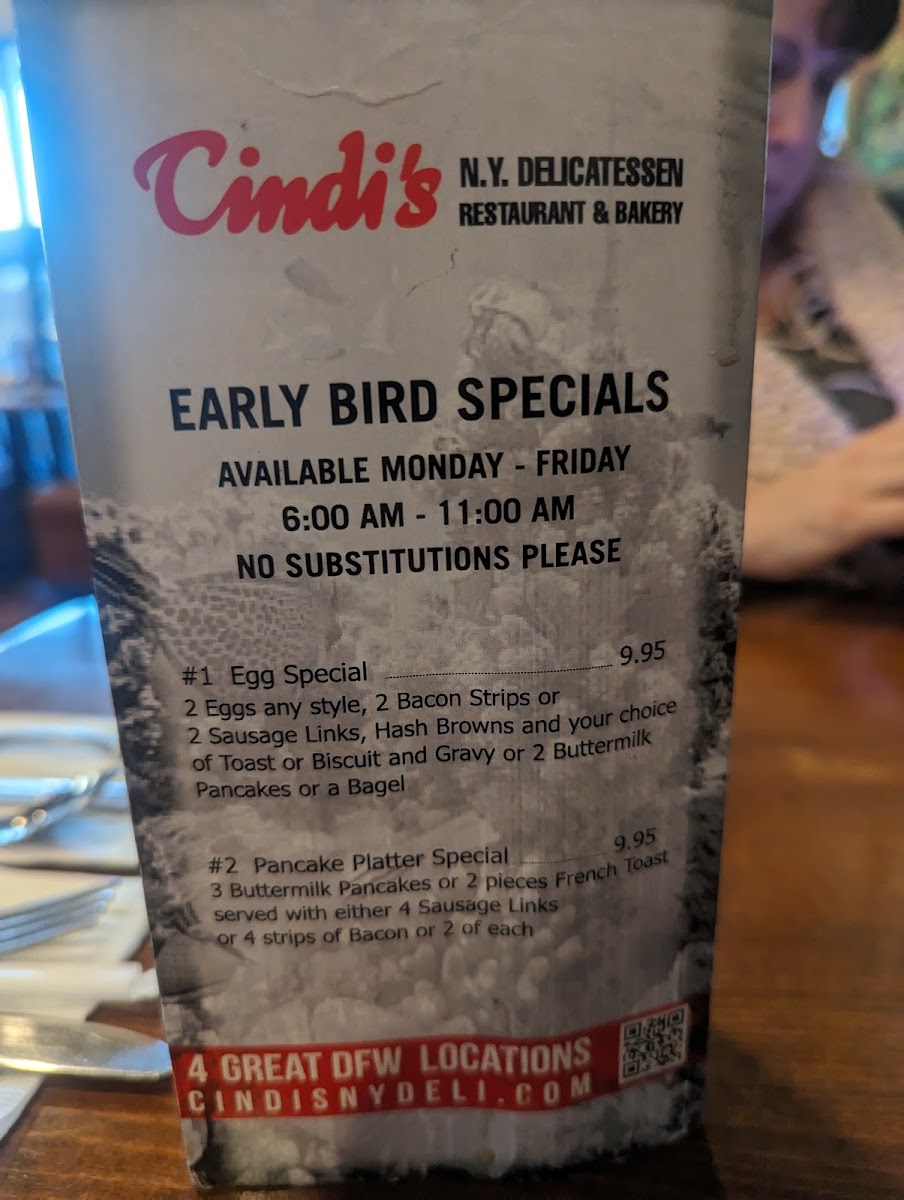 Cindi's
N.Y. DELICATESSEN
RESTAURANT & BAKERY
EARLY BIRD SPECIALS
AVAILABLE MONDAY - FRIDAY
6:00 AM - 11:00 AM
NO SUBSTITUTIONS PLEASE
#1 Egg Special 9.95
2 Eggs any style, 2 Bacon Strips or
2 Sausage Links, Hash Browns and your choice
of Toast or Biscuit and Gravy or 2 Buttermilk
Pancakes or a Bagel
#2 Pancake Platter Special 9.95
3 Buttermilk Pancakes or 2 pieces French Toast
served with either 4 Sausage Links
or 4 strips of Bacon or 2 of each
4 GREAT DFW LOCATIONS
CINDISNYDELI.COM